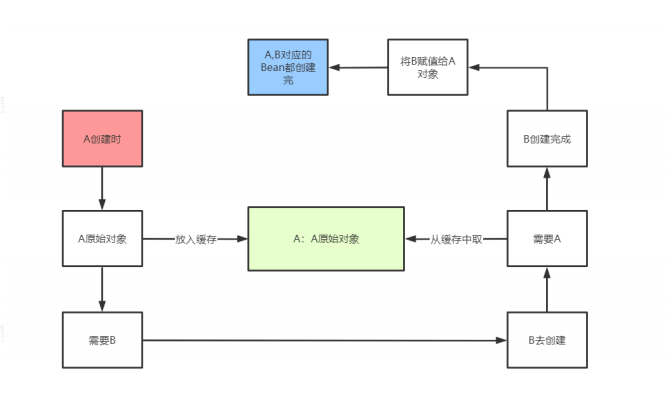 A,B对应的
Bean都创建
完
将B赋值给A
对象
A创建时
B创建完成
A原始对象
放入缓存
A：A原始对象
从缓存中取
需要A
需要B
B去创建